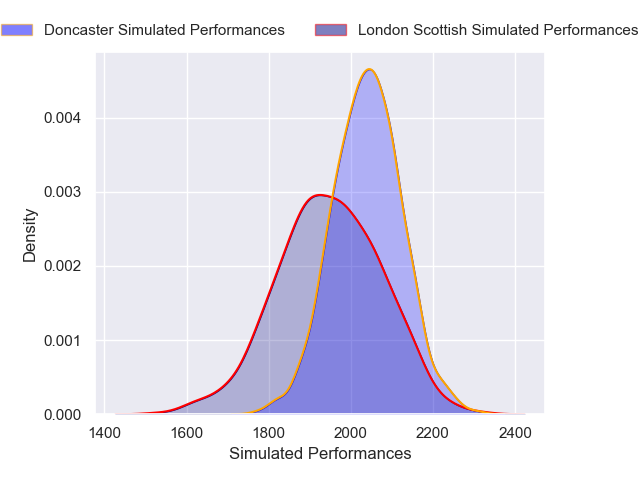 Doncaster Simulated Performances London Scottish Simulated Performances
0.004
0.003
0.002
0.001
0.000
Density
1400 1600 1800 2000 2200 2400
Simulated Performances